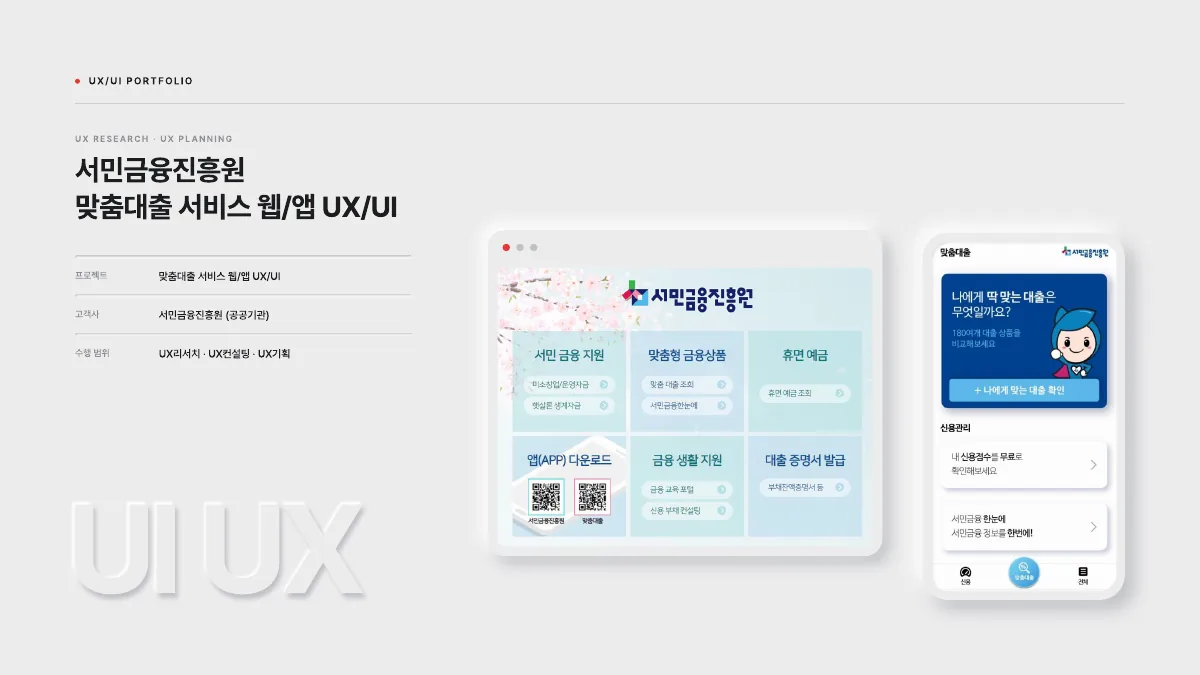 UX/UI PORTFOLIO
UX RESEARCH · UX PLANNING
서민금융진흥원
맞춤대출 서비스 웹/앱 UX/UI
프로젝트 맞춤대출 서비스 웹/앱 UX/UI
고객사 서민금융진흥원 (공공기관)
수행 범위 UX리서치 · UX컨설팅 · UX기획
UI UX
서민금융진흥원
서민 금융 지원
미소창업/운영자금
햇살론 생계자금
맞춤형 금융상품
맞춤 대출 조회
서민금융한눈에
휴면 예금
휴면 예금 조회
앱(APP) 다운로드
서민금융진흥원
맞춤대출
금융 생활 지원
금융 교육 포털
신용 부채 컨설팅
대출 증명서 발급
부채잔액증명서 등
맞춤대출
서민금융진흥원
나에게 딱 맞는 대출은
무엇일까요?
180여개 대출 상품을
비교해보세요
+ 나에게 맞는 대출 확인
신용관리
내 신용점수를 무료로
확인해보세요
서민금융 한눈에
서민금융 정보를 한번에!
신용
맞춤대출
전체